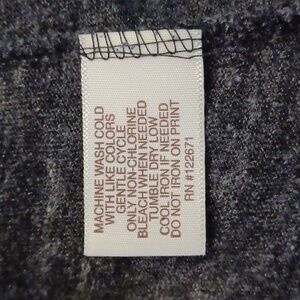 MACHINE WASH COLD
WITH LIKE COLORS
GENTLE CYCLE
ONLY NON-CHLORINE
BLEACH WHEN NEEDED
TUMBLE DRY LOW
COOL IRON IF NEEDED
DO NOT IRON ON PRINT
RN #122671